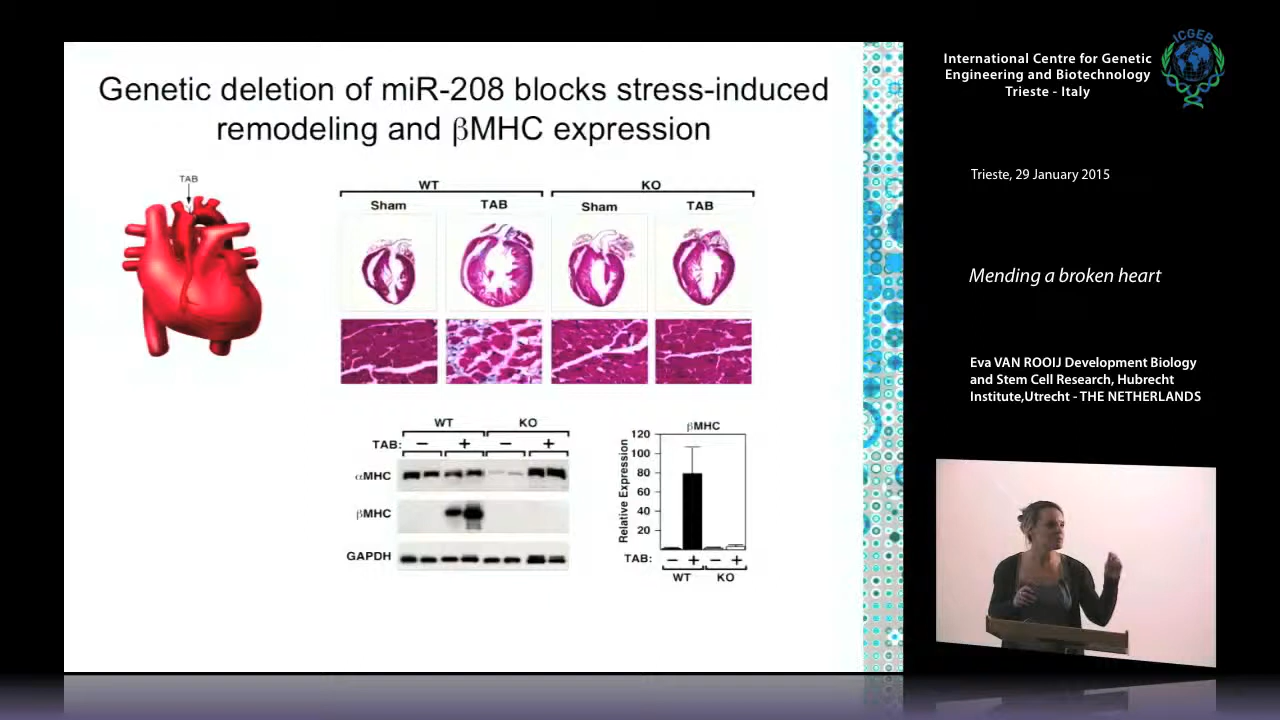 Genetic deletion of miR-208 blocks stress-induced
remodeling and βMHC expression
TAB
WT
KO
Sham
TAB
Sham
TAB
WT
KO
TAB: − + − +
αMHC
βMHC
GAPDH
βMHC
Relative Expression
120
100
80
60
40
20
TAB: − + − +
WT
KO
ICGEB
International Centre for Genetic
Engineering and Biotechnology
Trieste - Italy
Trieste, 29 January 2015
Mending a broken heart
Eva VAN ROOIJ Development Biology
and Stem Cell Research, Hubrecht
Institute,Utrecht - THE NETHERLANDS